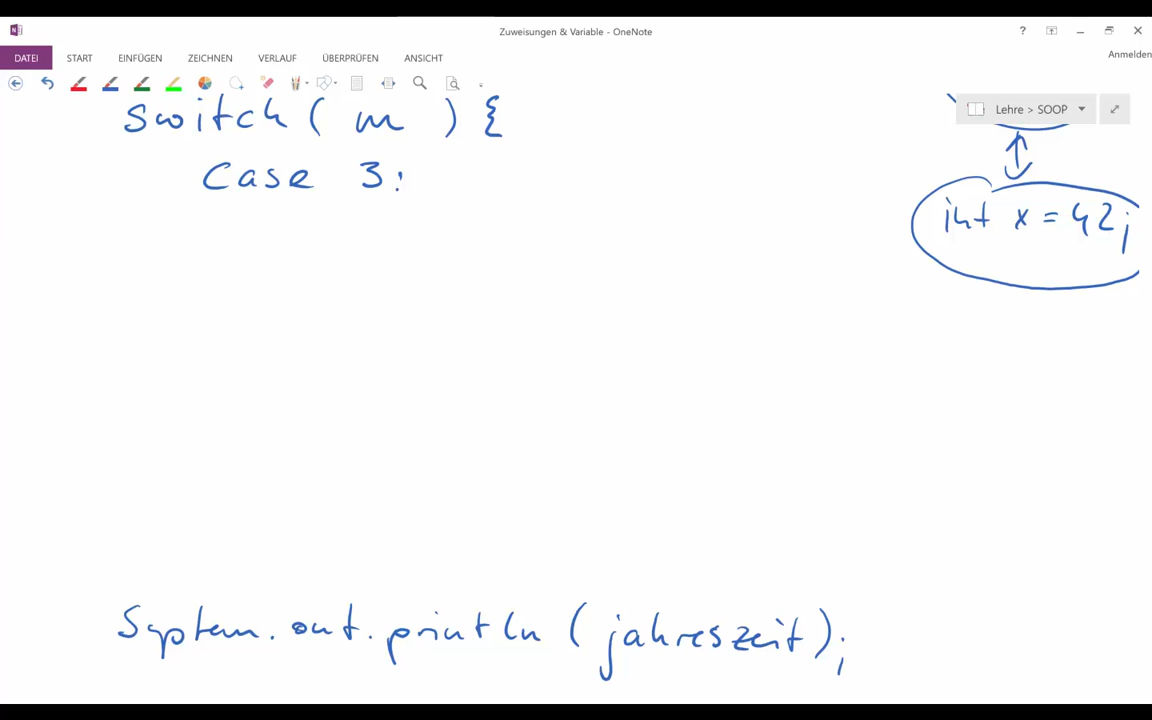 Zuweisungen & Variable - OneNote
?
DATEI START EINFÜGEN ZEICHNEN VERLAUF ÜBERPRÜFEN ANSICHT
Anmelden
Lehre > SOOP
switch ( m ) {
case 3:
int x = 42;
System.out.println (jahreszeit);